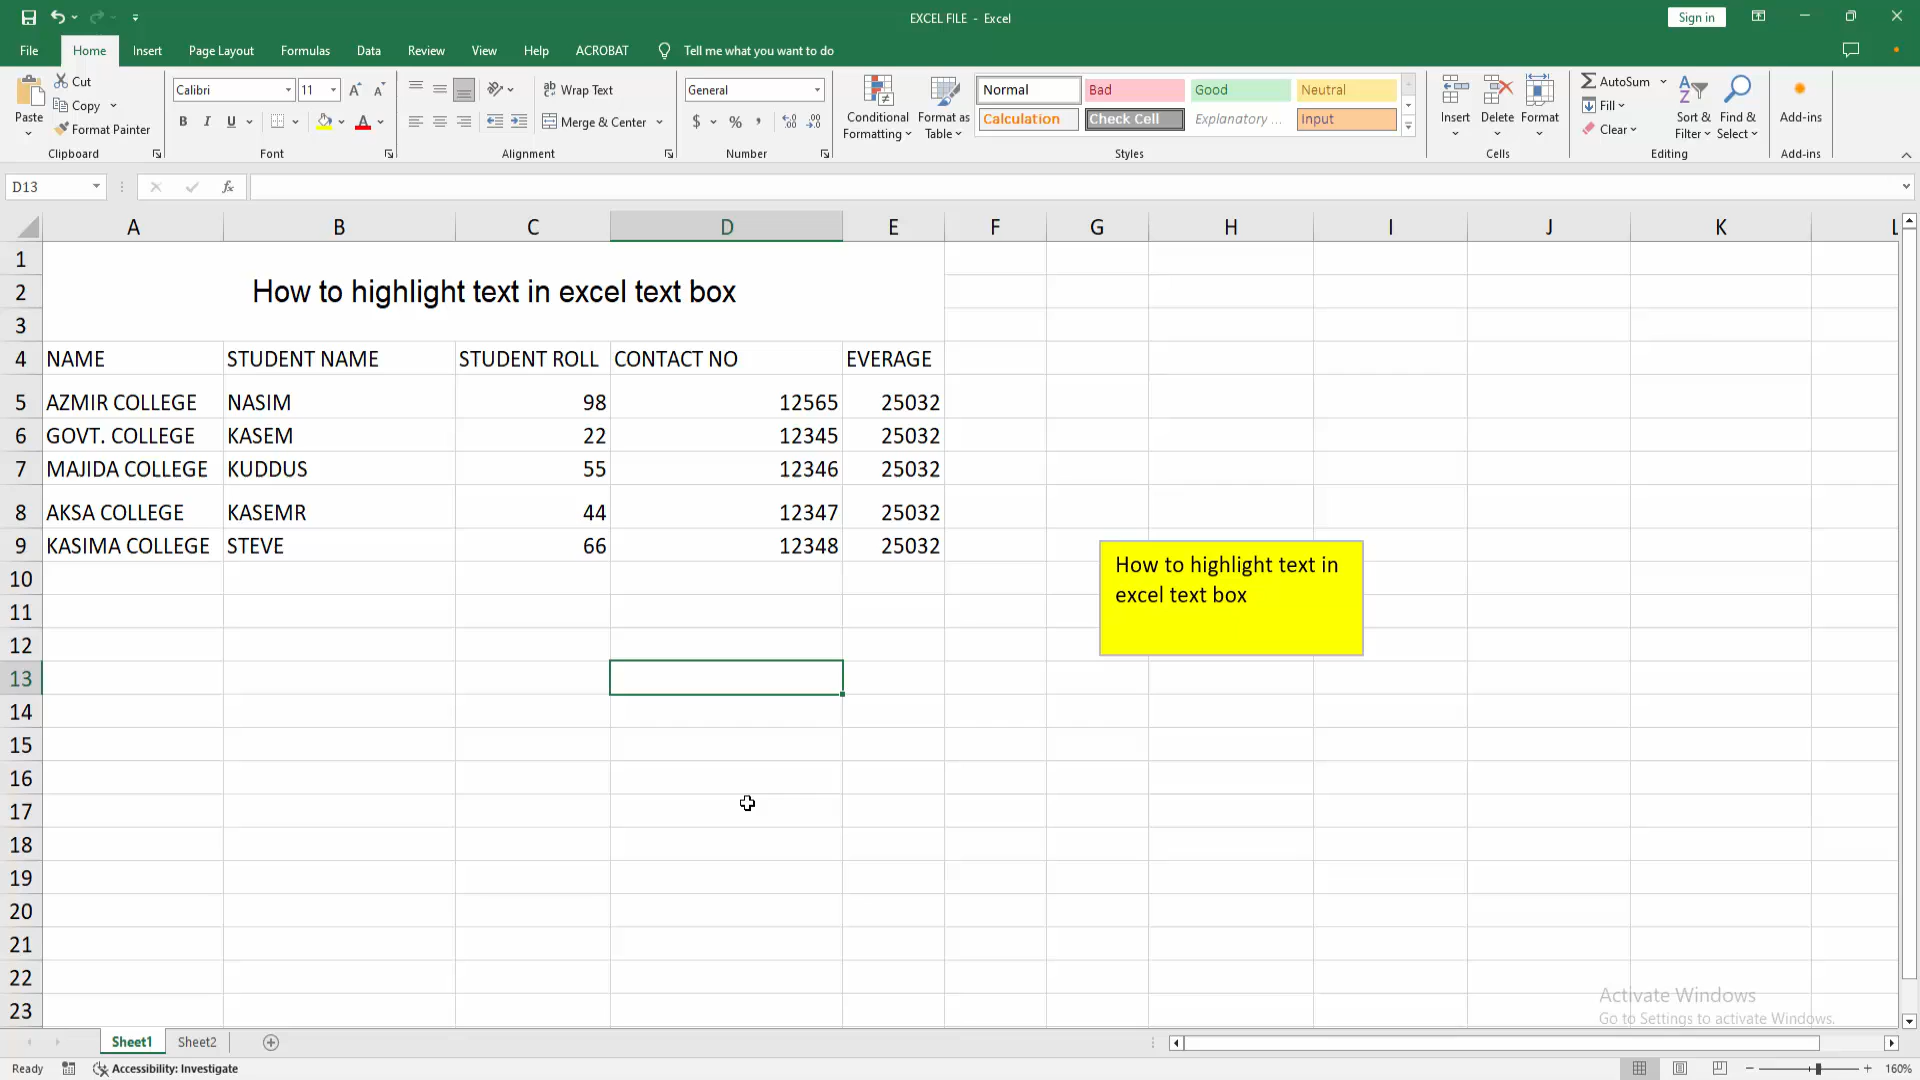 EXCEL FILE - Excel
Sign in
File Home Insert Page Layout Formulas Data Review View Help ACROBAT Tell me what you want to do
Paste
Cut
Copy
Format Painter
Clipboard
Calibri 11
B I U
Font
Wrap Text
Merge & Center
Alignment
General
$ % ,
Number
Conditional Formatting
Format as Table
Normal Bad Good Neutral
Calculation Check Cell Explanatory ... Input
Styles
Insert Delete Format
Cells
AutoSum
Fill
Clear
Sort & Filter
Find & Select
Editing
Add-ins
Add-ins
D13
fx
A B C D E F G H I J K L
1
2 How to highlight text in excel text box
3
4 NAME STUDENT NAME STUDENT ROLL CONTACT NO EVERAGE
5 AZMIR COLLEGE NASIM 98 12565 25032
6 GOVT. COLLEGE KASEM 22 12345 25032
7 MAJIDA COLLEGE KUDDUS 55 12346 25032
8 AKSA COLLEGE KASEMR 44 12347 25032
9 KASIMA COLLEGE STEVE 66 12348 25032
How to highlight text in
excel text box
10
11
12
13
14
15
16
17
18
19
20
21
22
23
Activate Windows
Go to Settings to activate Windows.
Sheet1 Sheet2
Ready Accessibility: Investigate 160%